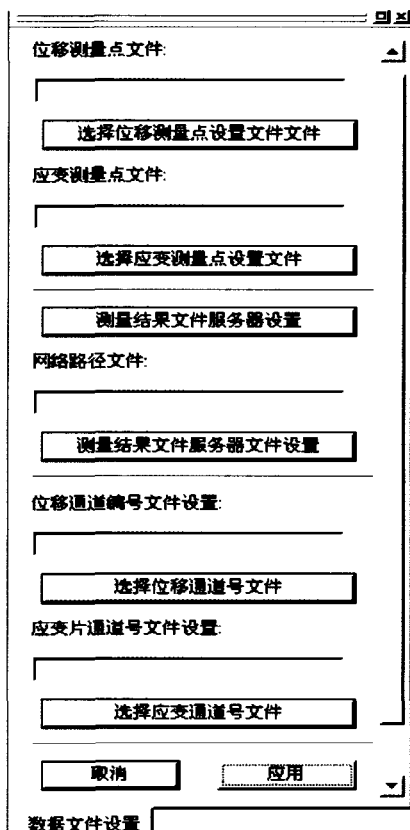 位移测量点文件:
选择位移测量点设置文件文件
应变测量点文件:
选择应变测量点设置文件
测量结果文件服务器设置
网络路径文件:
测量结果文件服务器文件设置
位移通道编号文件设置:
选择位移通道号文件
应变片通道号文件设置:
选择应变通道号文件
取消 应用
数据文件设置